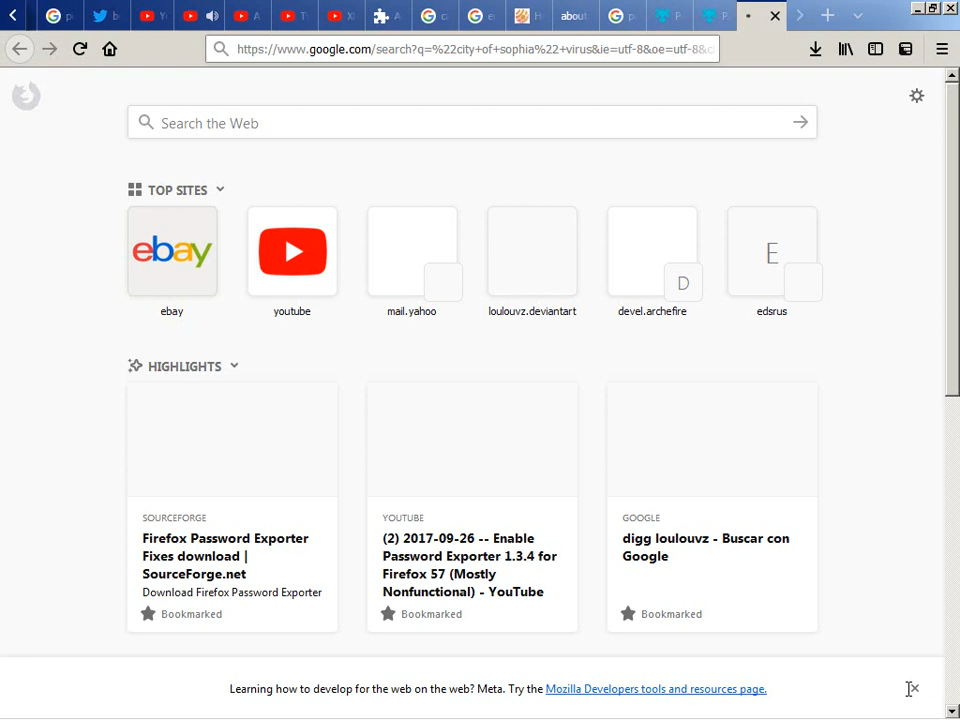 https://www.google.com/search?q=%22city+of+sophia%22+virus&ie=utf-8&oe=utf-8&c
Search the Web
TOP SITES
ebay
D
E
ebay
youtube
mail.yahoo
loulouvz.deviantart
devel.archefire
edsrus
HIGHLIGHTS
SOURCEFORGE
Firefox Password Exporter
Fixes download |
SourceForge.net
Download Firefox Password Exporter
Bookmarked
YOUTUBE
(2) 2017-09-26 -- Enable
Password Exporter 1.3.4 for
Firefox 57 (Mostly
Nonfunctional) - YouTube
Bookmarked
GOOGLE
digg loulouvz - Buscar con
Google
Bookmarked
Learning how to develop for the web on the web? Meta. Try the Mozilla Developers tools and resources page.